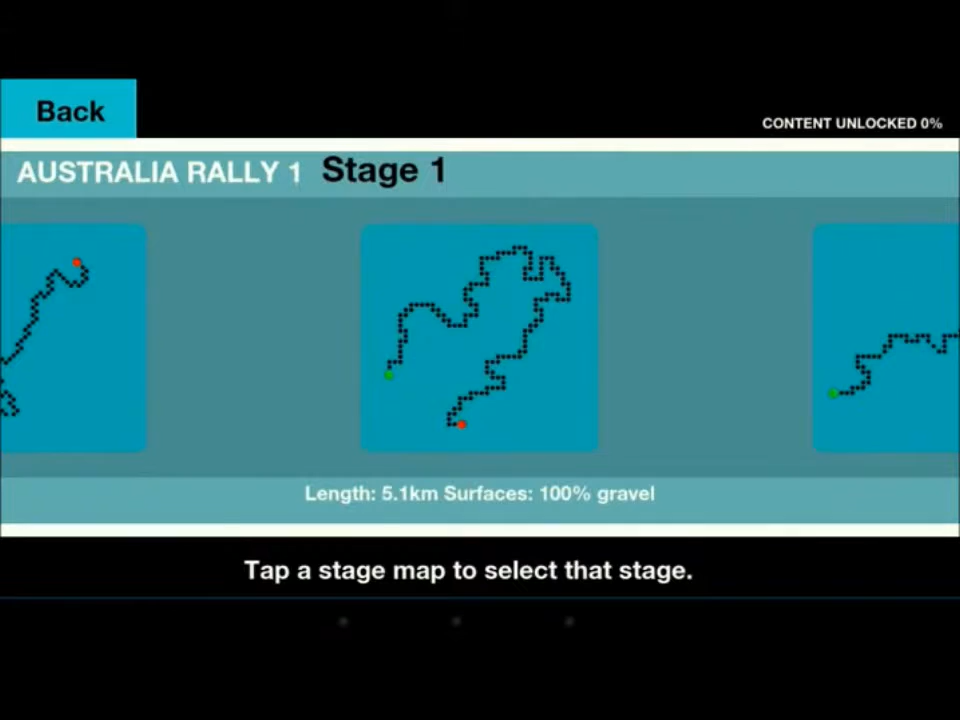 Back
CONTENT UNLOCKED 0%
AUSTRALIA RALLY 1 Stage 1
Length: 5.1km Surfaces: 100% gravel
Tap a stage map to select that stage.